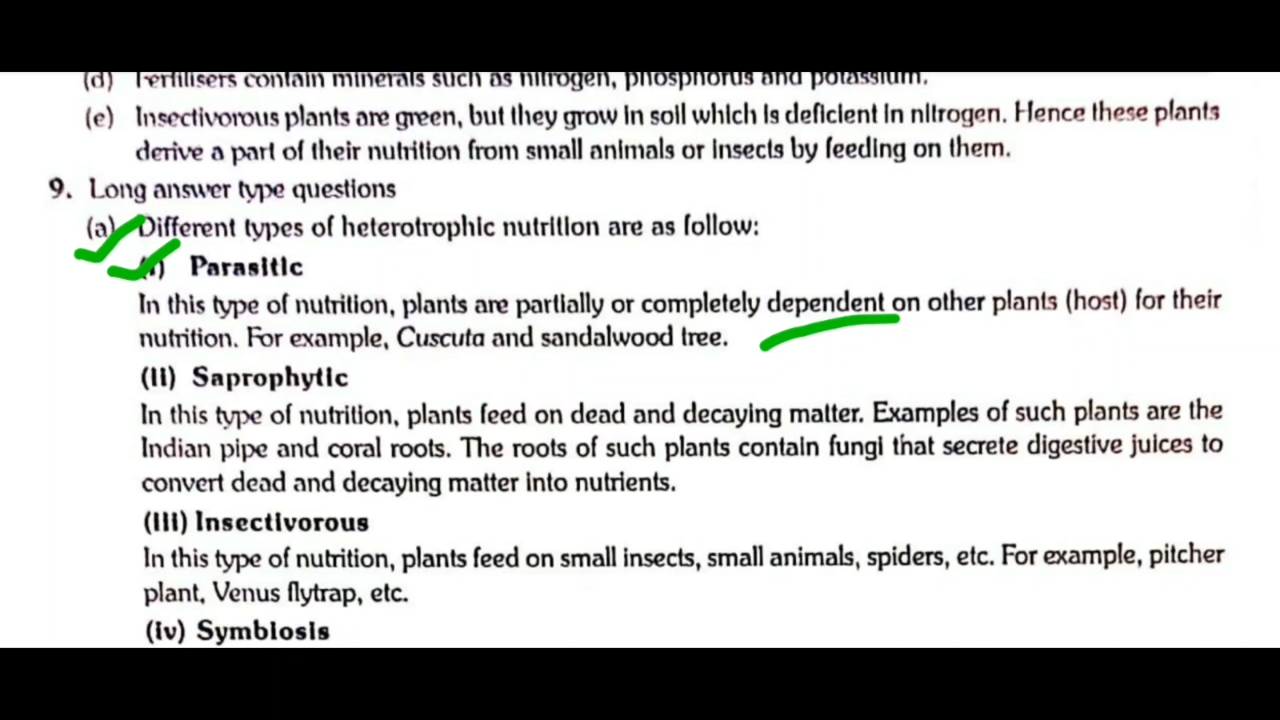 (d) Fertilisers contain minerals such as nitrogen, phosphorus and potassium.
(e) Insectivorous plants are green, but they grow in soil which is deficient in nitrogen. Hence these plants
derive a part of their nutrition from small animals or insects by feeding on them.
9. Long answer type questions
(a) Different types of heterotrophic nutrition are as follow:
(i) Parasitic
In this type of nutrition, plants are partially or completely dependent on other plants (host) for their
nutrition. For example, Cuscuta and sandalwood tree.
(ii) Saprophytic
In this type of nutrition, plants feed on dead and decaying matter. Examples of such plants are the
Indian pipe and coral roots. The roots of such plants contain fungi that secrete digestive juices to
convert dead and decaying matter into nutrients.
(iii) Insectivorous
In this type of nutrition, plants feed on small insects, small animals, spiders, etc. For example, pitcher
plant, Venus flytrap, etc.
(iv) Symbiosis